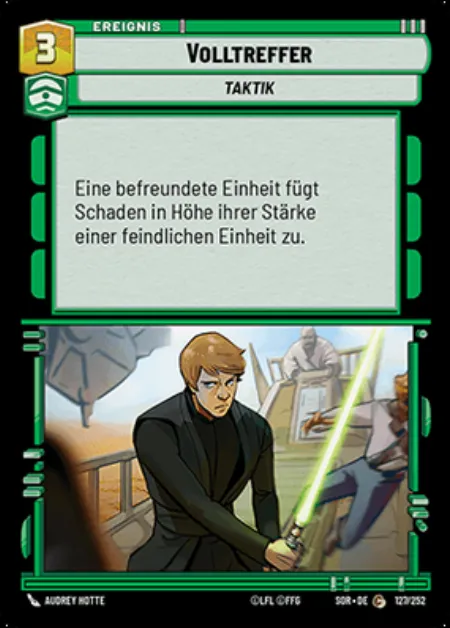 EREIGNIS
3
VOLLTREFFER
TAKTIK
Eine befreundete Einheit fügt
Schaden in Höhe ihrer Stärke
einer feindlichen Einheit zu.
AUDREY HOTTE
©LFL ©FFG
SOR • DE
C
127/252